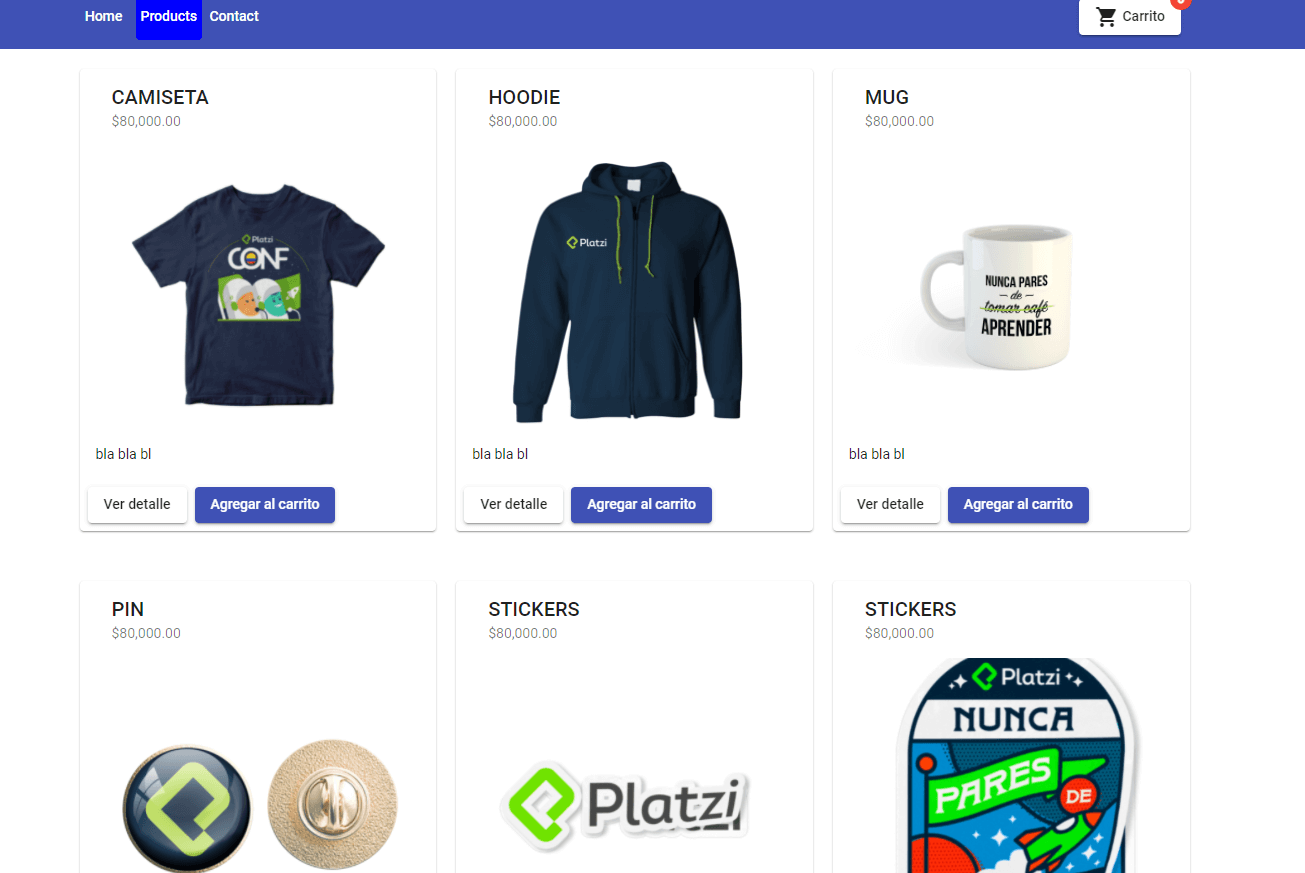 Home Products Contact
Carrito
CAMISETA
$80,000.00
Platzi
CONF
bla bla bl
Ver detalle
Agregar al carrito
HOODIE
$80,000.00
Platzi
bla bla bl
Ver detalle
Agregar al carrito
MUG
$80,000.00
NUNCA PARES
de
tomar café
APRENDER
bla bla bl
Ver detalle
Agregar al carrito
PIN
$80,000.00
STICKERS
$80,000.00
Platzi
STICKERS
$80,000.00
Platzi
NUNCA
PARES
DE